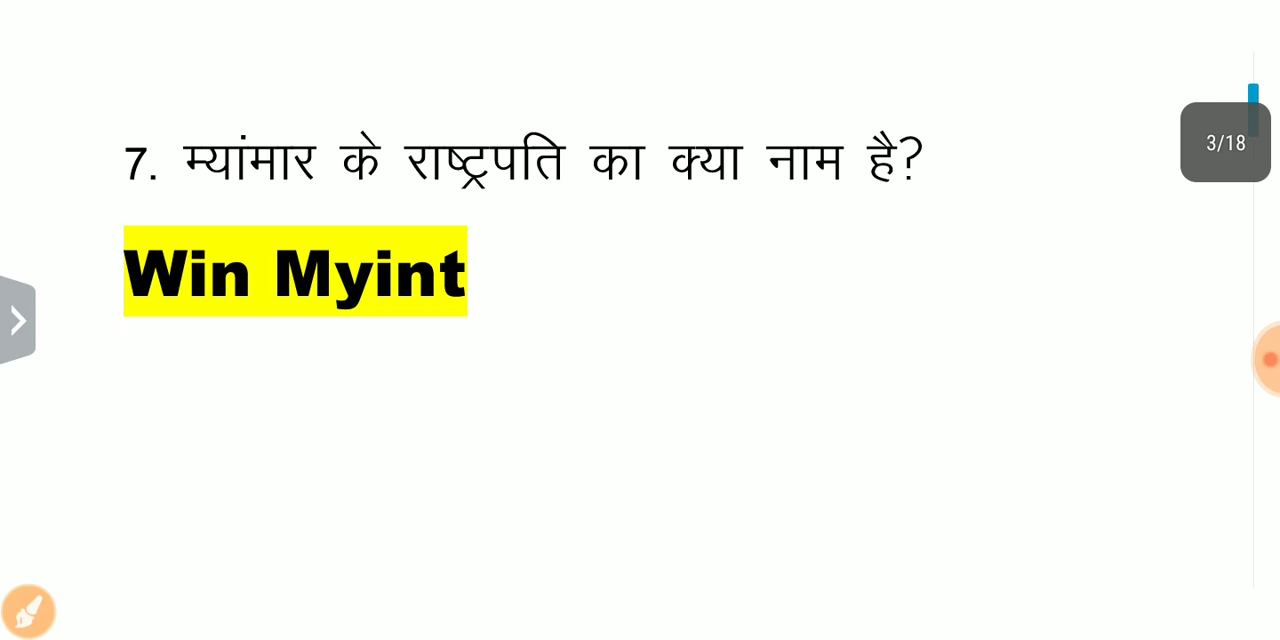 7. म्यांमार के राष्ट्रपति का क्या नाम है?
3/18
Win Myint